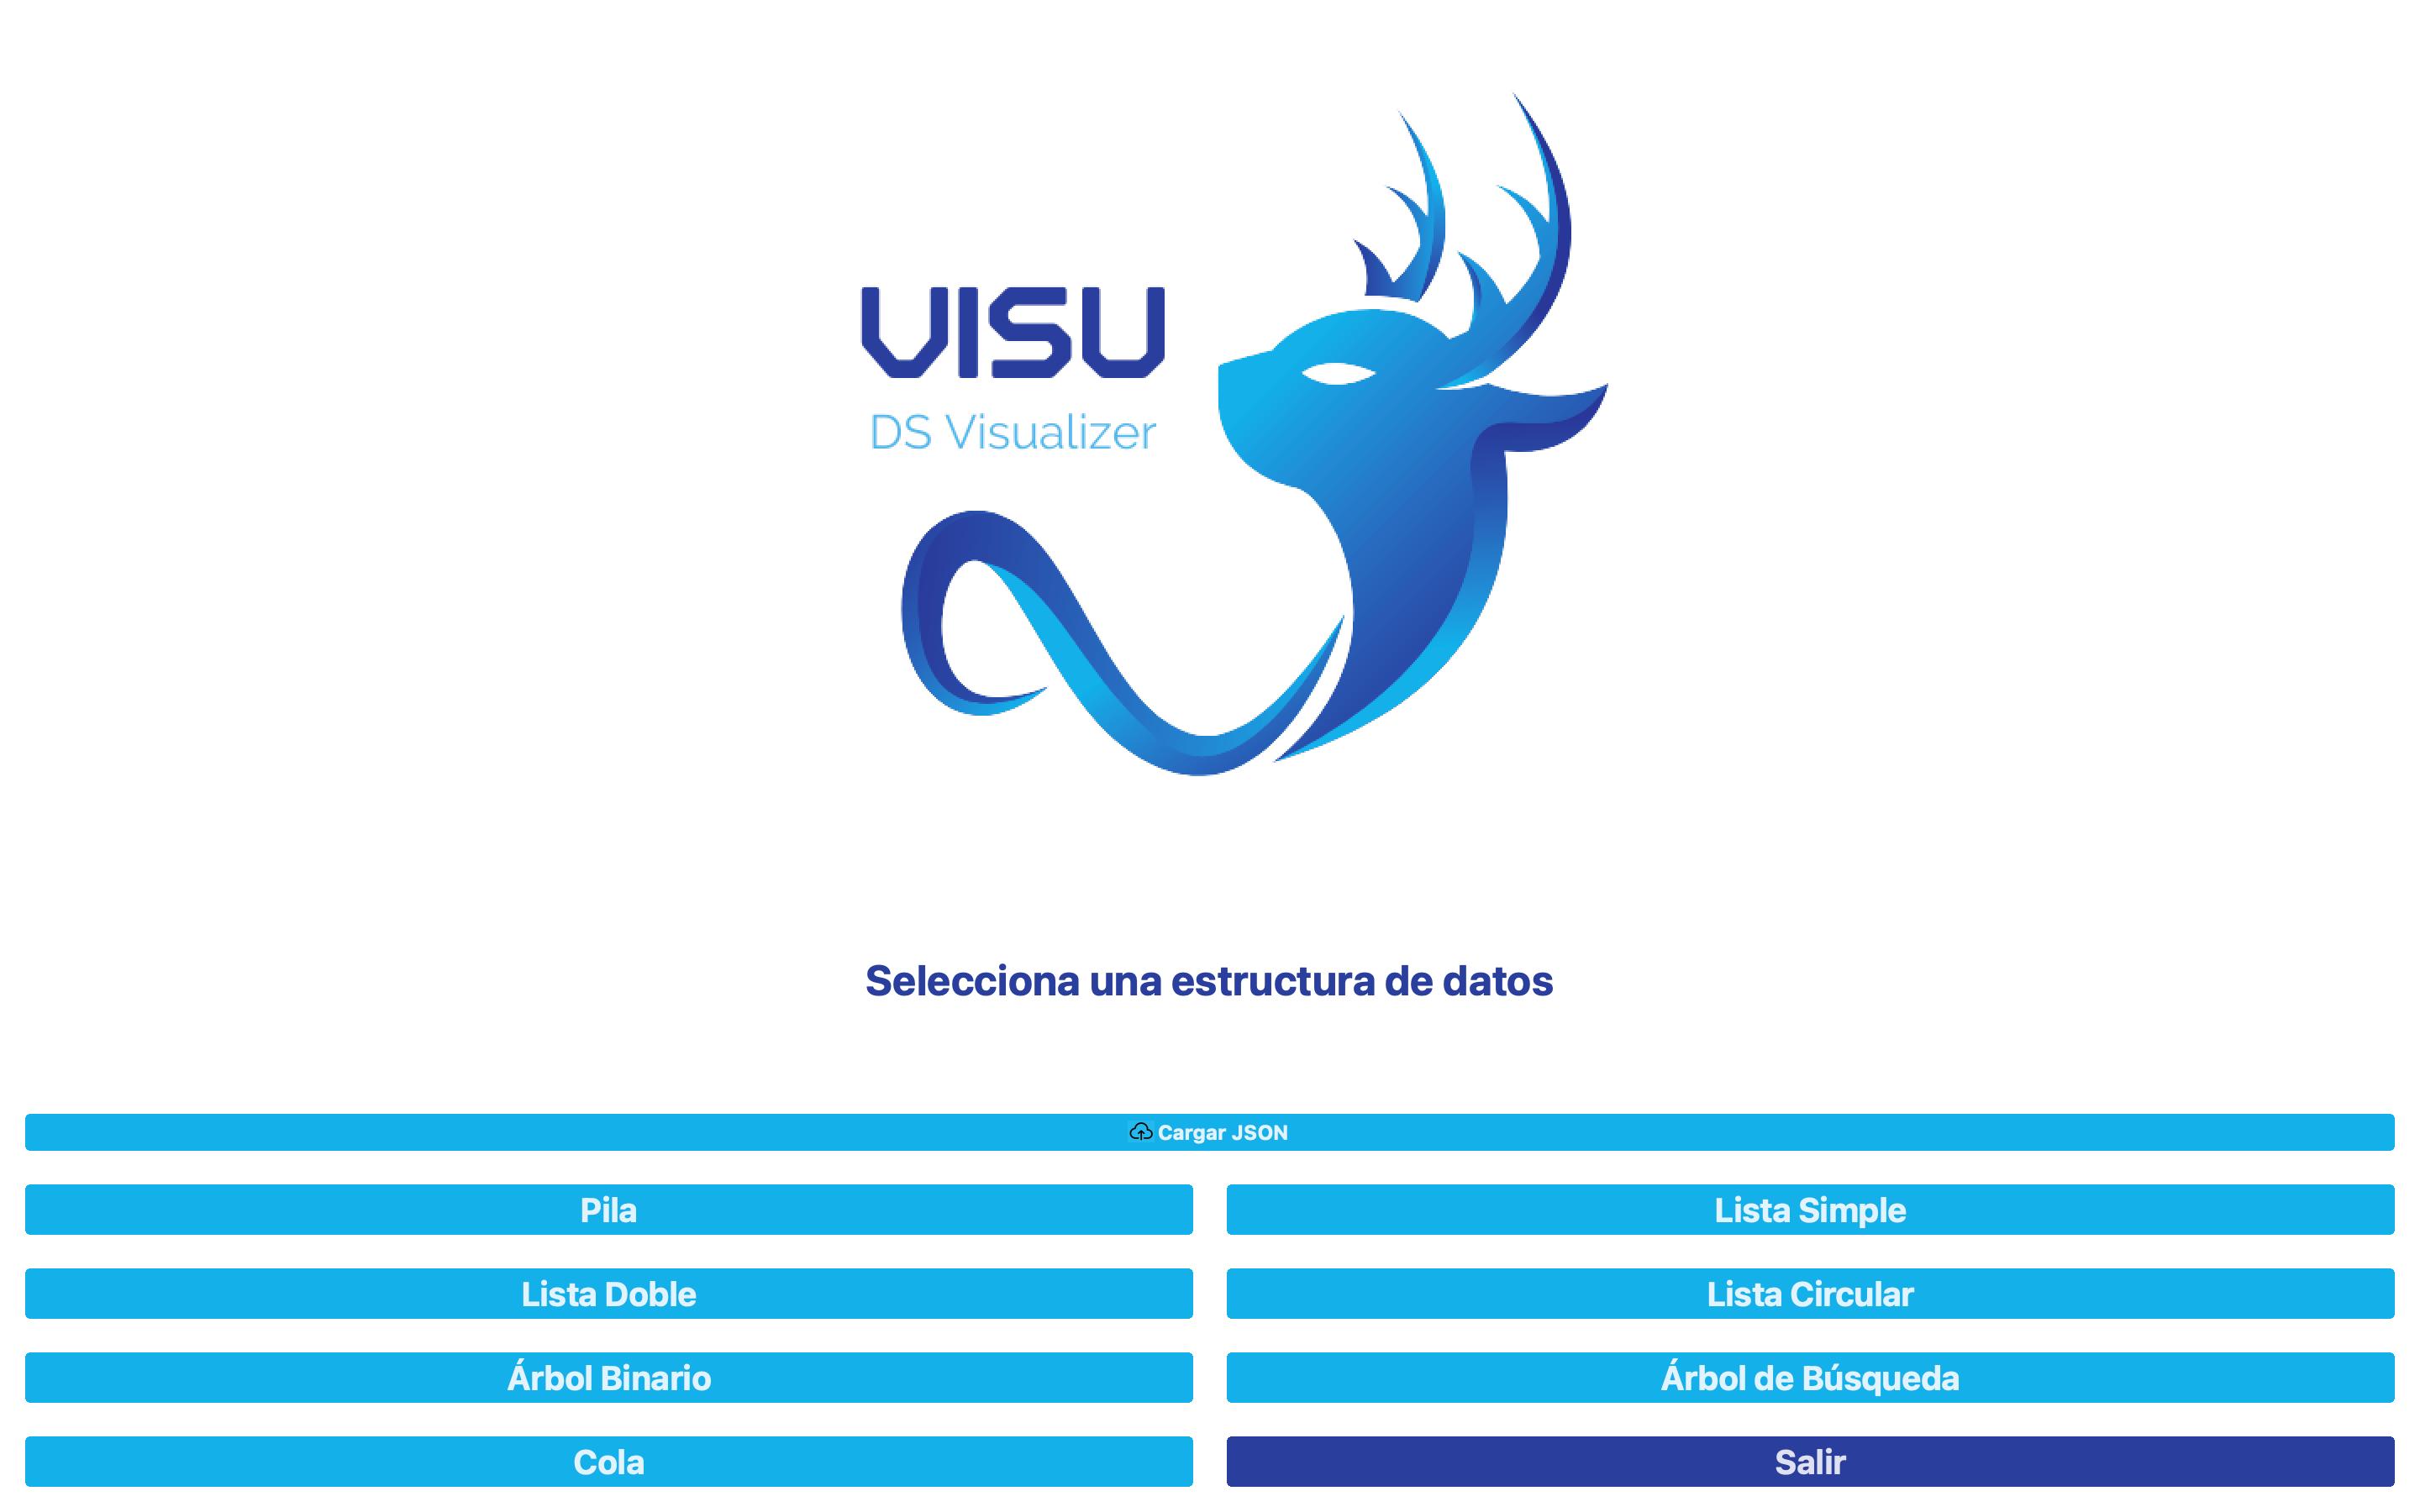 VISU
DS Visualizer
Selecciona una estructura de datos
Cargar JSON
Pila
Lista Simple
Lista Doble
Lista Circular
Árbol Binario
Árbol de Búsqueda
Cola
Salir